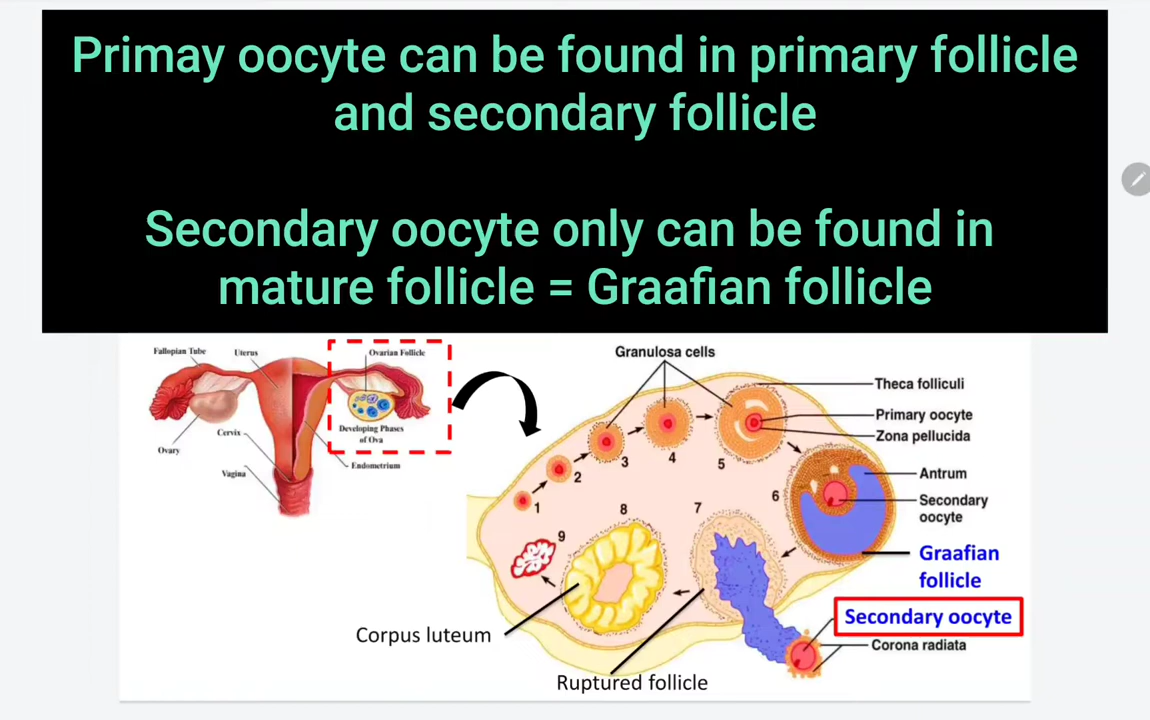 Primay oocyte can be found in primary follicle
and secondary follicle
Secondary oocyte only can be found in
mature follicle = Graafian follicle
Fallopian Tube
Uterus
Ovarian Follicle
Developing Phases
of Ova
Cervix
Ovary
Vagina
Endometrium
Granulosa cells
Theca folliculi
Primary oocyte
Zona pellucida
Antrum
Secondary
oocyte
Graafian
follicle
Secondary oocyte
Corona radiata
1
2
3
4
5
6
7
8
9
Corpus luteum
Ruptured follicle